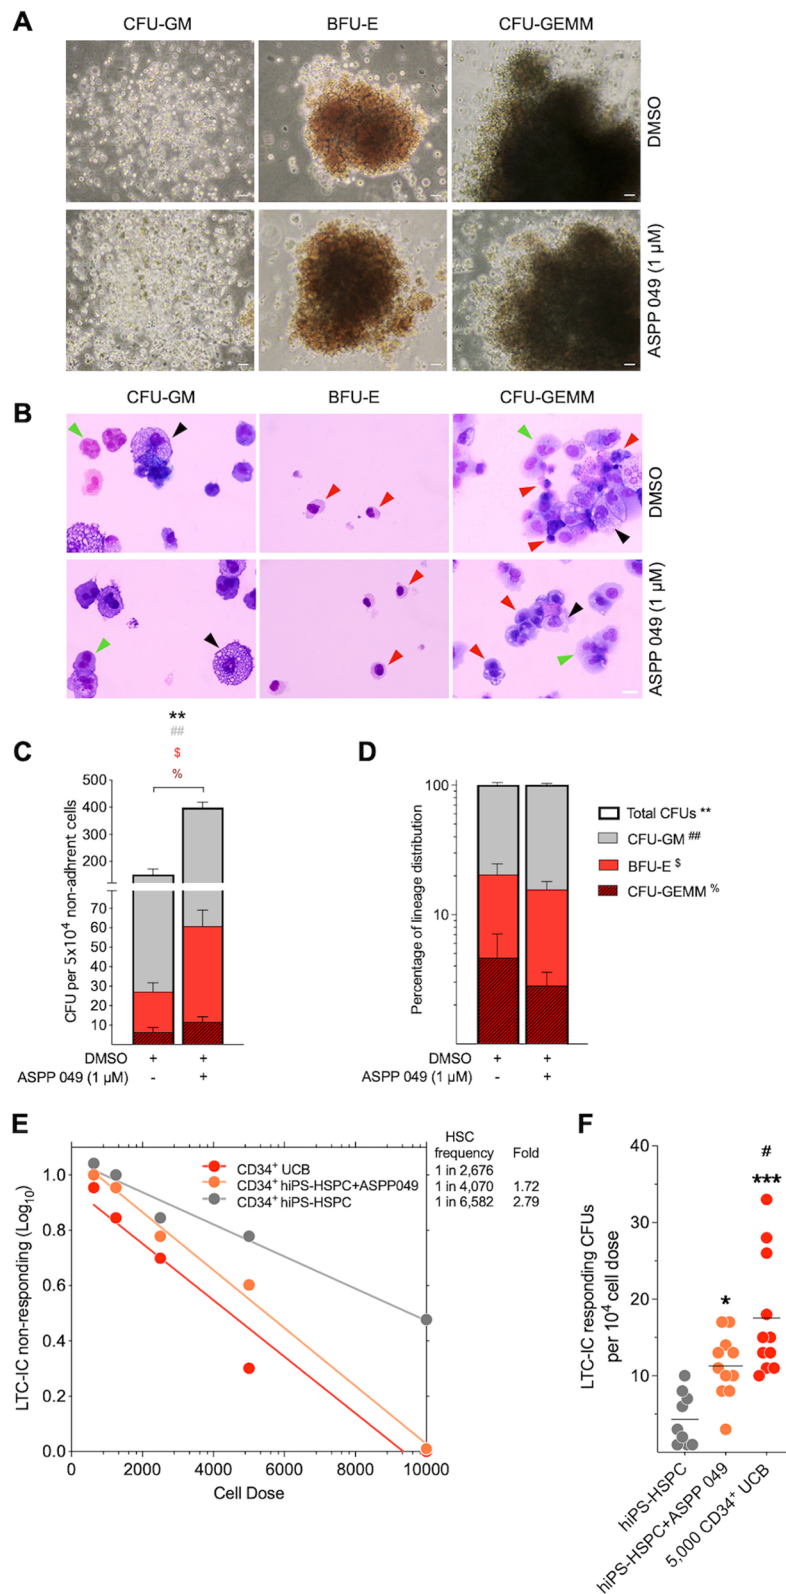 A
CFU-GM BFU-E CFU-GEMM
DMSO
ASPP 049 (1 µM)
B
CFU-GM BFU-E CFU-GEMM
DMSO
ASPP 049 (1 µM)
C
**
##
$
%
500
400
300
200
70
60
50
40
30
20
10
CFU per 5x10⁴ non-adhrent cells
DMSO + +
ASPP 049 (1 µM) - +
D
100
10
Percentage of lineage distribution
DMSO + +
ASPP 049 (1 µM) - +
Total CFUs **
CFU-GM ##
BFU-E $
CFU-GEMM %
E
LTC-IC non-responding (Log₁₀)
1.0
0.8
0.6
0.4
0.2
0.0
0 2000 4000 6000 8000 10000
Cell Dose
HSC
frequency Fold
CD34⁺ UCB 1 in 2,676
CD34⁺ hiPS-HSPC+ASPP049 1 in 4,070 1.72
CD34⁺ hiPS-HSPC 1 in 6,582 2.79
F
LTC-IC responding CFUs
per 10⁴ cell dose
40
30
20
10
#
***
*
hiPS-HSPC
hiPS-HSPC+ASPP 049
5,000 CD34⁺ UCB